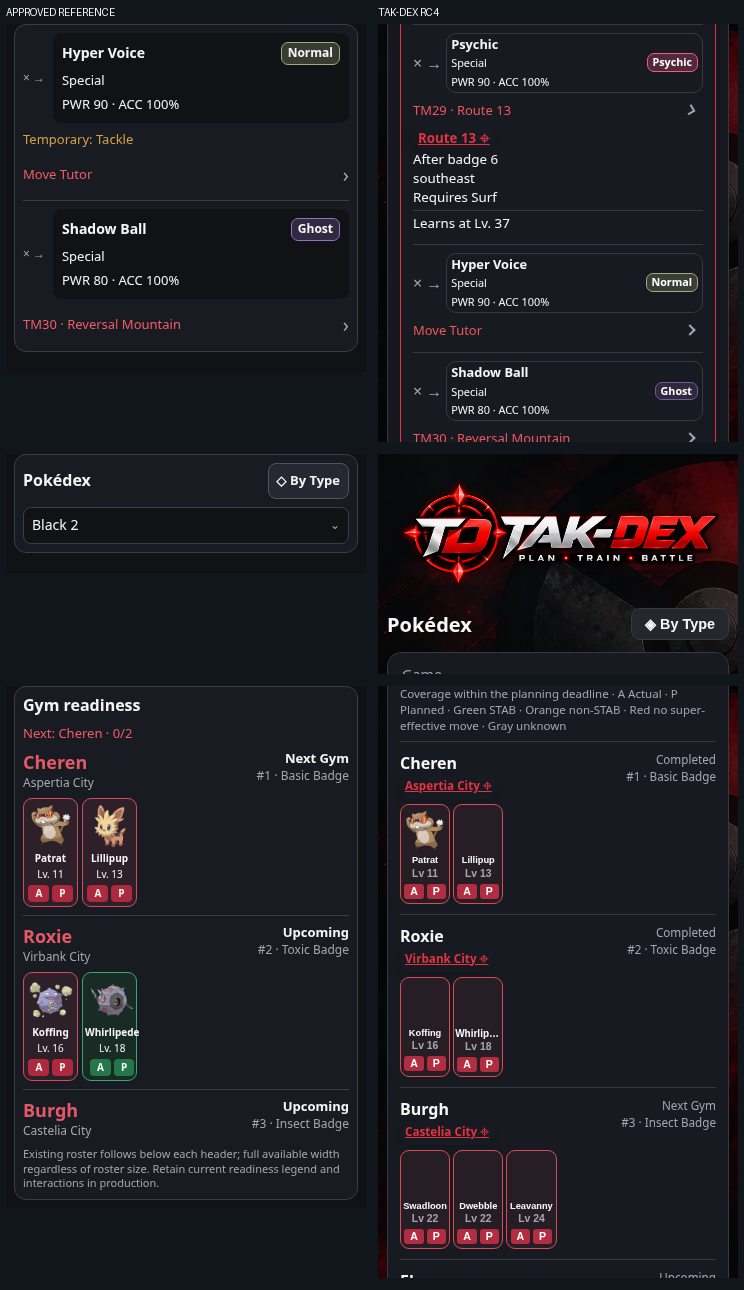 APPROVED REFERENCE
Hyper Voice
Normal
× →
Special
PWR 90 · ACC 100%
Temporary: Tackle
Move Tutor
›
Shadow Ball
Ghost
× →
Special
PWR 80 · ACC 100%
TM30 · Reversal Mountain
›
TAK-DEX RC4
Psychic
× →
Special
Psychic
PWR 90 · ACC 100%
TM29 · Route 13
›
Route 13 ⌖
After badge 6
southeast
Requires Surf
Learns at Lv. 37
Hyper Voice
× →
Special
Normal
PWR 90 · ACC 100%
Move Tutor
›
Shadow Ball
× →
Special
Ghost
PWR 80 · ACC 100%
TM30 · Reversal Mountain
›
Pokédex
◇ By Type
Black 2
⌄
TD TAK-DEX
PLAN • TRAIN • BATTLE
Pokédex
◈ By Type
Game
Gym readiness
Next: Cheren · 0/2
Cheren
Next Gym
Aspertia City
#1 · Basic Badge
Patrat
Lillipup
Lv. 11
Lv. 13
A P
A P
Roxie
Upcoming
Virbank City
#2 · Toxic Badge
Koffing
Whirlipede
Lv. 16
Lv. 18
A P
A P
Burgh
Upcoming
Castelia City
#3 · Insect Badge
Existing roster follows below each header; full available width
regardless of roster size. Retain current readiness legend and
interactions in production.
Coverage within the planning deadline · A Actual · P
Planned · Green STAB · Orange non-STAB · Red no super-
effective move · Gray unknown
Cheren
Completed
Aspertia City ⌖
#1 · Basic Badge
Patrat
Lillipup
Lv 11
Lv 13
A P
A P
Roxie
Completed
Virbank City ⌖
#2 · Toxic Badge
Koffing
Whirlip...
Lv 16
Lv 18
A P
A P
Burgh
Next Gym
Castelia City ⌖
#3 · Insect Badge
Swadloon
Dwebble
Leavanny
Lv 22
Lv 22
Lv 24
A P
A P
A P
Upcoming